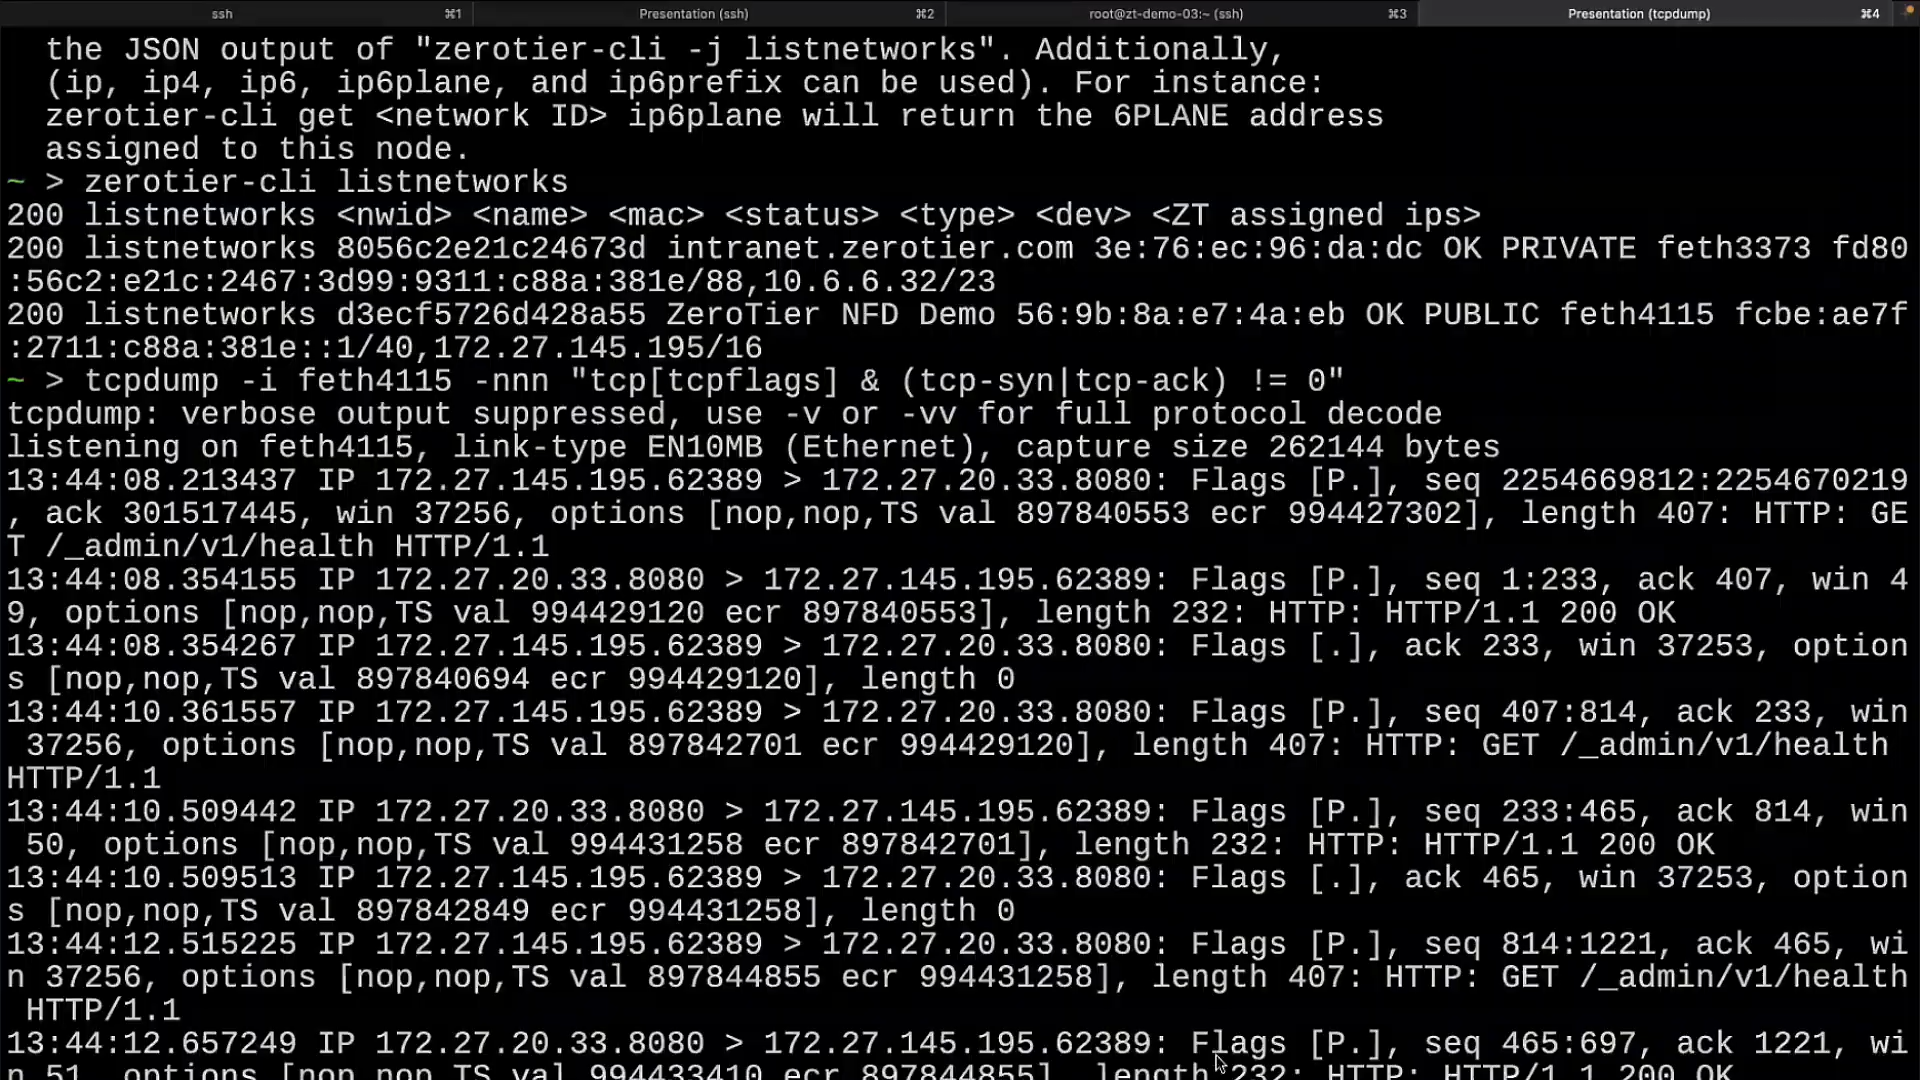 ssh ⌘1 Presentation (ssh) ⌘2 root@zt-demo-03:~ (ssh) ⌘3 Presentation (tcpdump) ⌘4
the JSON output of "zerotier-cli -j listnetworks". Additionally,
(ip, ip4, ip6, ip6plane, and ip6prefix can be used). For instance:
zerotier-cli get <network ID> ip6plane will return the 6PLANE address
assigned to this node.
~ > zerotier-cli listnetworks
200 listnetworks <nwid> <name> <mac> <status> <type> <dev> <ZT assigned ips>
200 listnetworks 8056c2e21c24673d intranet.zerotier.com 3e:76:ec:96:da:dc OK PRIVATE feth3373 fd80
:56c2:e21c:2467:3d99:9311:c88a:381e/88,10.6.6.32/23
200 listnetworks d3ecf5726d428a55 ZeroTier NFD Demo 56:9b:8a:e7:4a:eb OK PUBLIC feth4115 fcbe:ae7f
:2711:c88a:381e::1/40,172.27.145.195/16
~ > tcpdump -i feth4115 -nnn "tcp[tcpflags] & (tcp-syn|tcp-ack) != 0"
tcpdump: verbose output suppressed, use -v or -vv for full protocol decode
listening on feth4115, link-type EN10MB (Ethernet), capture size 262144 bytes
13:44:08.213437 IP 172.27.145.195.62389 > 172.27.20.33.8080: Flags [P.], seq 2254669812:2254670219
, ack 301517445, win 37256, options [nop,nop,TS val 897840553 ecr 994427302], length 407: HTTP: GE
T /_admin/v1/health HTTP/1.1
13:44:08.354155 IP 172.27.20.33.8080 > 172.27.145.195.62389: Flags [P.], seq 1:233, ack 407, win 4
9, options [nop,nop,TS val 994429120 ecr 897840553], length 232: HTTP: HTTP/1.1 200 OK
13:44:08.354267 IP 172.27.145.195.62389 > 172.27.20.33.8080: Flags [.], ack 233, win 37253, option
s [nop,nop,TS val 897840694 ecr 994429120], length 0
13:44:10.361557 IP 172.27.145.195.62389 > 172.27.20.33.8080: Flags [P.], seq 407:814, ack 233, win
37256, options [nop,nop,TS val 897842701 ecr 994429120], length 407: HTTP: GET /_admin/v1/health
HTTP/1.1
13:44:10.509442 IP 172.27.20.33.8080 > 172.27.145.195.62389: Flags [P.], seq 233:465, ack 814, win
50, options [nop,nop,TS val 994431258 ecr 897842701], length 232: HTTP: HTTP/1.1 200 OK
13:44:10.509513 IP 172.27.145.195.62389 > 172.27.20.33.8080: Flags [.], ack 465, win 37253, option
s [nop,nop,TS val 897842849 ecr 994431258], length 0
13:44:12.515225 IP 172.27.145.195.62389 > 172.27.20.33.8080: Flags [P.], seq 814:1221, ack 465, wi
n 37256, options [nop,nop,TS val 897844855 ecr 994431258], length 407: HTTP: GET /_admin/v1/health
HTTP/1.1
13:44:12.657249 IP 172.27.20.33.8080 > 172.27.145.195.62389: Flags [P.], seq 465:697, ack 1221, wi
n 51, options [nop,nop,TS val 994433410 ecr 897844855], length 232: HTTP: HTTP/1.1 200 OK